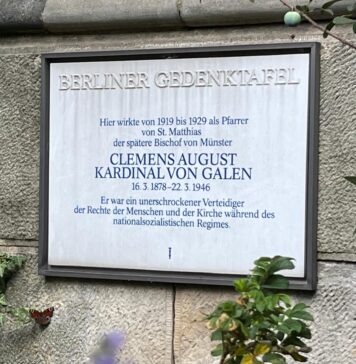 BERLINER GEDENKTAFEL
Hier wirkte von 1919 bis 1929 als Pfarrer
von St. Matthias
der spätere Bischof von Münster
CLEMENS AUGUST
KARDINAL VON GALEN
16. 3. 1878–22. 3. 1946
Er war ein unerschrockener Verteidiger
der Rechte der Menschen und der Kirche während des
nationalsozialistischen Regimes.